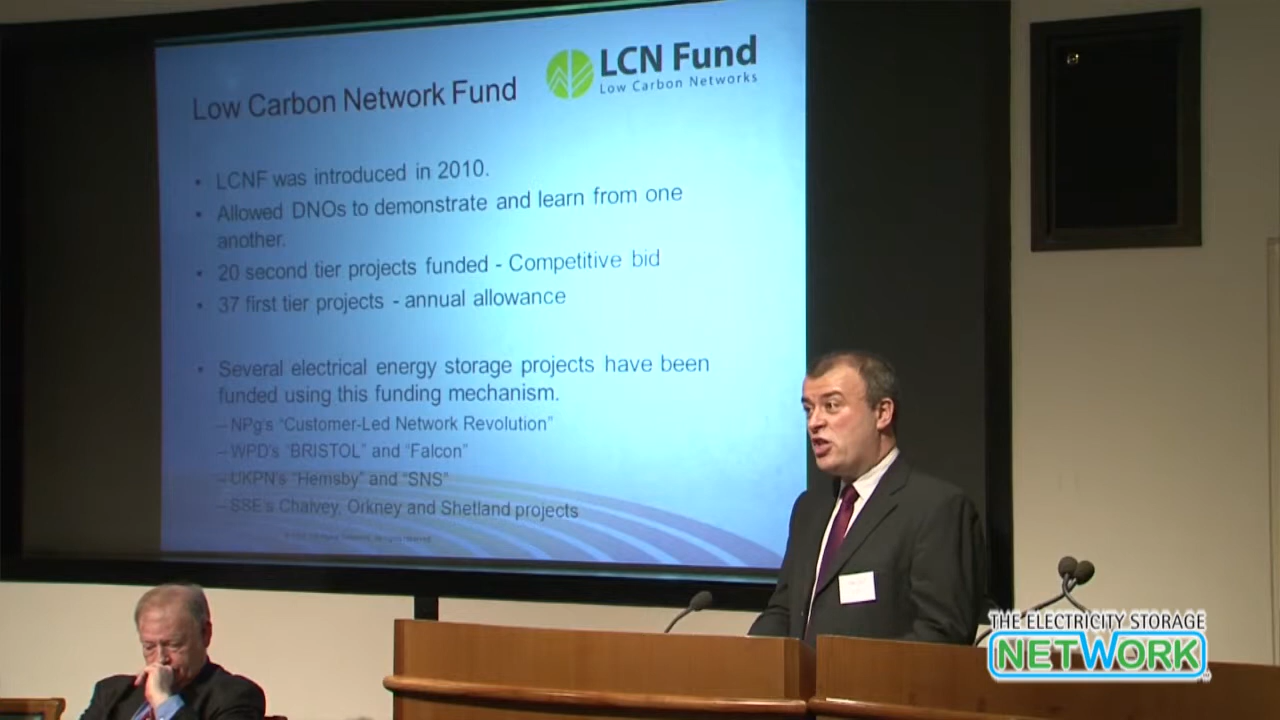 LCN Fund
Low Carbon Networks
Low Carbon Network Fund
• LCNF was introduced in 2010.
• Allowed DNOs to demonstrate and learn from one
another.
• 20 second tier projects funded - Competitive bid
• 37 first tier projects - annual allowance
• Several electrical energy storage projects have been
funded using this funding mechanism.
– NPg's "Customer-Led Network Revolution"
– WPD's "BRISTOL" and "Falcon"
– UKPN's "Hemsby" and "SNS"
– SSE's Chalvey, Orkney and Shetland projects
All rights reserved
THE ELECTRICITY STORAGE
NETWORK